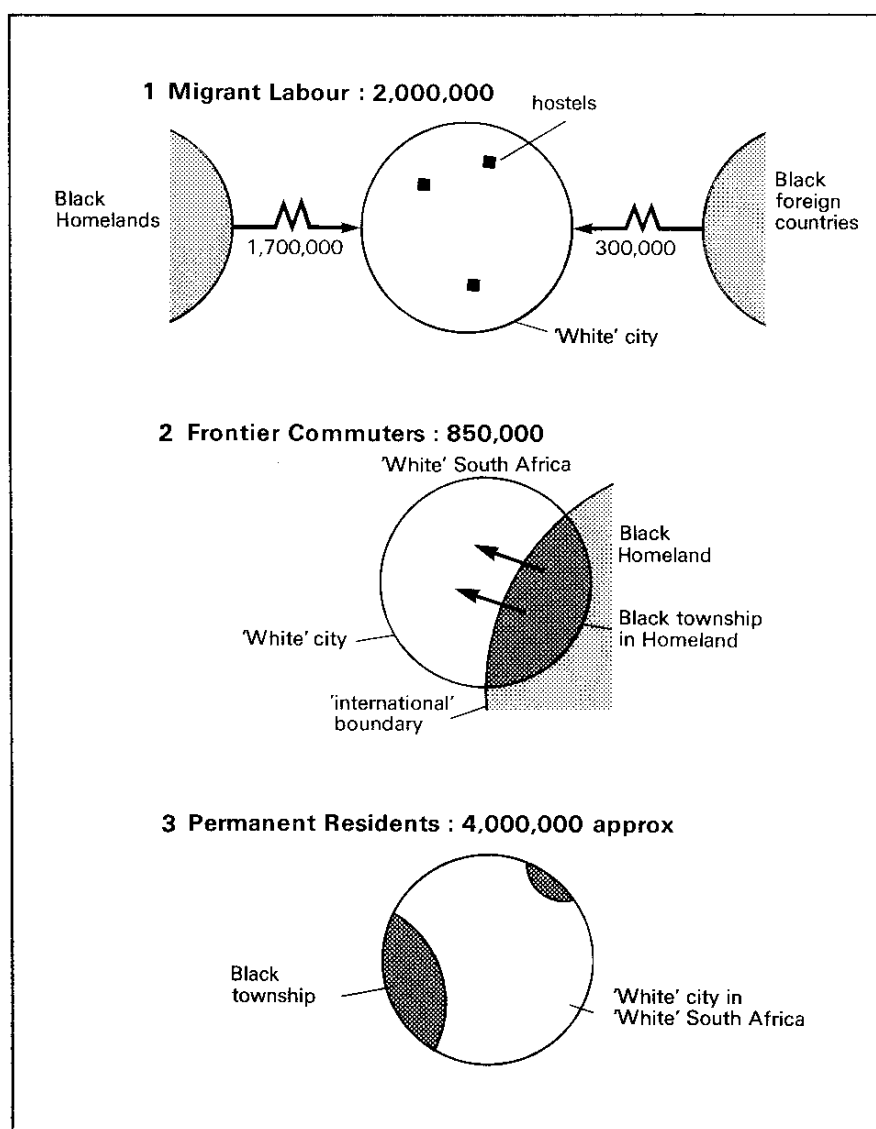 1 Migrant Labour : 2,000,000
hostels
Black
Homelands
1,700,000
300,000
Black
foreign
countries
'White' city
2 Frontier Commuters : 850,000
'White' South Africa
Black
Homeland
Black township
in Homeland
'White' city
'international'
boundary
3 Permanent Residents : 4,000,000 approx
Black
township
'White' city in
'White' South Africa